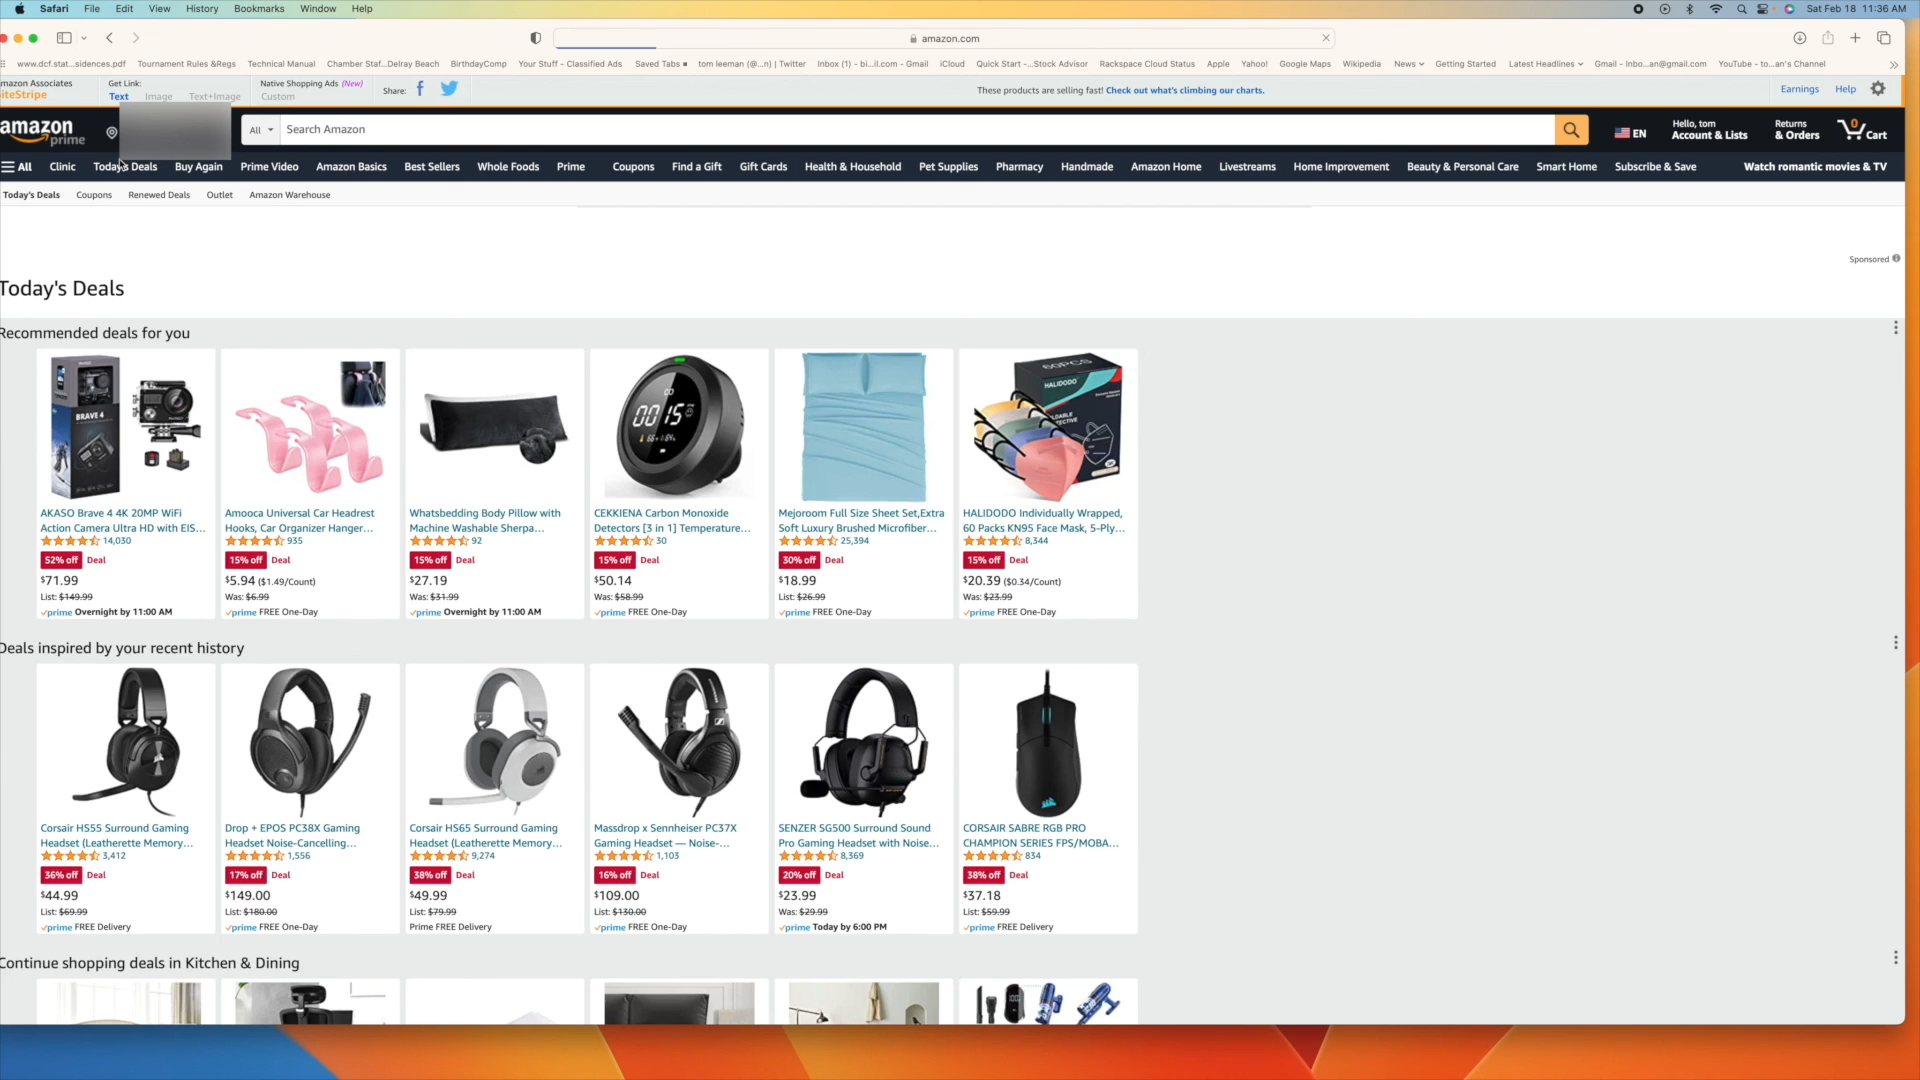 Safari File Edit View History Bookmarks Window Help
Sat Feb 18 11:36 AM
amazon.com
www.dcf.stat...sidences.pdf Tournament Rules &Regs Technical Manual Chamber Staf...Delray Beach BirthdayComp Your Stuff - Classified Ads Saved Tabs tom leeman (@...n) | Twitter Inbox (1) - bi...il.com - Gmail iCloud Quick Start -...Stock Advisor Rackspace Cloud Status Apple Yahoo! Google Maps Wikipedia News Getting Started Latest Headlines Gmail - Inbo...an@gmail.com YouTube - to...an's Channel
mazon Associates
iteStripe
Get Link:
Text Image Text+Image
Native Shopping Ads (New)
Custom
Share:
These products are selling fast! Check out what's climbing our charts.
Earnings Help
amazon
prime
All
Search Amazon
EN
Hello, tom
Account & Lists
Returns
& Orders
0
Cart
All Clinic Today's Deals Buy Again Prime Video Amazon Basics Best Sellers Whole Foods Prime Coupons Find a Gift Gift Cards Health & Household Pet Supplies Pharmacy Handmade Amazon Home Livestreams Home Improvement Beauty & Personal Care Smart Home Subscribe & Save Watch romantic movies & TV
Today's Deals Coupons Renewed Deals Outlet Amazon Warehouse
Sponsored
Today's Deals
Recommended deals for you
BRAVE 4
AKASO Brave 4 4K 20MP WiFi
Action Camera Ultra HD with EIS...
14,030
52% off Deal
$71.99
List: $149.99
prime Overnight by 11:00 AM
Amooca Universal Car Headrest
Hooks, Car Organizer Hanger...
935
15% off Deal
$5.94 ($1.49/Count)
Was: $6.99
prime FREE One-Day
Whatsbedding Body Pillow with
Machine Washable Sherpa...
92
15% off Deal
$27.19
Was: $31.99
prime Overnight by 11:00 AM
0015
CEKKIENA Carbon Monoxide
Detectors [3 in 1] Temperature...
30
15% off Deal
$50.14
Was: $58.99
prime FREE One-Day
Mejoroom Full Size Sheet Set,Extra
Soft Luxury Brushed Microfiber...
25,394
30% off Deal
$18.99
List: $26.99
prime FREE One-Day
60PCS
HALIDODO
HALIDODO Individually Wrapped,
60 Packs KN95 Face Mask, 5-Ply...
8,344
15% off Deal
$20.39 ($0.34/Count)
Was: $23.99
prime FREE One-Day
Deals inspired by your recent history
Corsair HS55 Surround Gaming
Headset (Leatherette Memory...
3,412
36% off Deal
$44.99
List: $69.99
prime FREE Delivery
Drop + EPOS PC38X Gaming
Headset Noise-Cancelling...
1,556
17% off Deal
$149.00
List: $180.00
prime FREE One-Day
Corsair HS65 Surround Gaming
Headset (Leatherette Memory...
9,274
38% off Deal
$49.99
List: $79.99
Prime FREE Delivery
Massdrop x Sennheiser PC37X
Gaming Headset — Noise-...
1,103
16% off Deal
$109.00
List: $130.00
prime FREE One-Day
SENZER SG500 Surround Sound
Pro Gaming Headset with Noise...
8,369
20% off Deal
$23.99
Was: $29.99
prime Today by 6:00 PM
CORSAIR SABRE RGB PRO
CHAMPION SERIES FPS/MOBA...
834
38% off Deal
$37.18
List: $59.99
prime FREE Delivery
Continue shopping deals in Kitchen & Dining